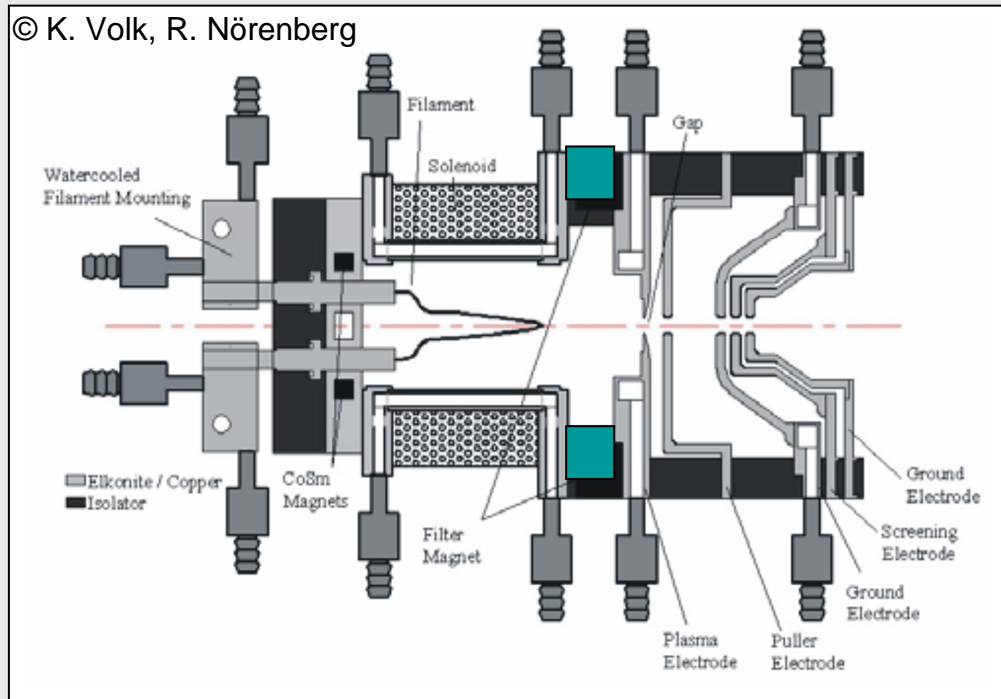 © K. Volk, R. Nörenberg
Filament
Gap
Solenoid
Watercooled
Filament Mounting
Elkonite / Copper
Isolator
CoSm
Magnets
Filter
Magnet
Plasma
Electrode
Puller
Electrode
Ground
Electrode
Screening
Electrode
Ground
Electrode